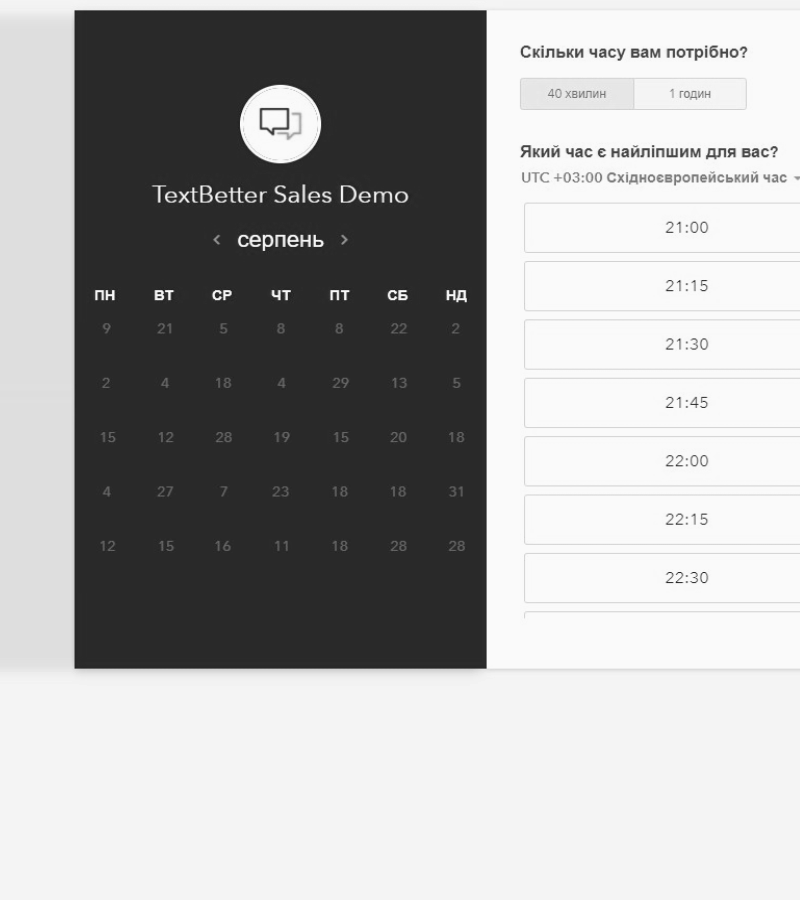 TextBetter Sales Demo
серпень
ПН ВТ СР ЧТ ПТ СБ НД
9 21 5 8 8 22 2
2 4 18 4 29 13 5
15 12 28 19 15 20 18
4 27 7 23 18 18 31
12 15 16 11 18 28 28
Скільки часу вам потрібно?
40 хвилин 1 годин
Який час є найліпшим для вас?
UTC +03:00 Східноєвропейський час
21:00
21:15
21:30
21:45
22:00
22:15
22:30